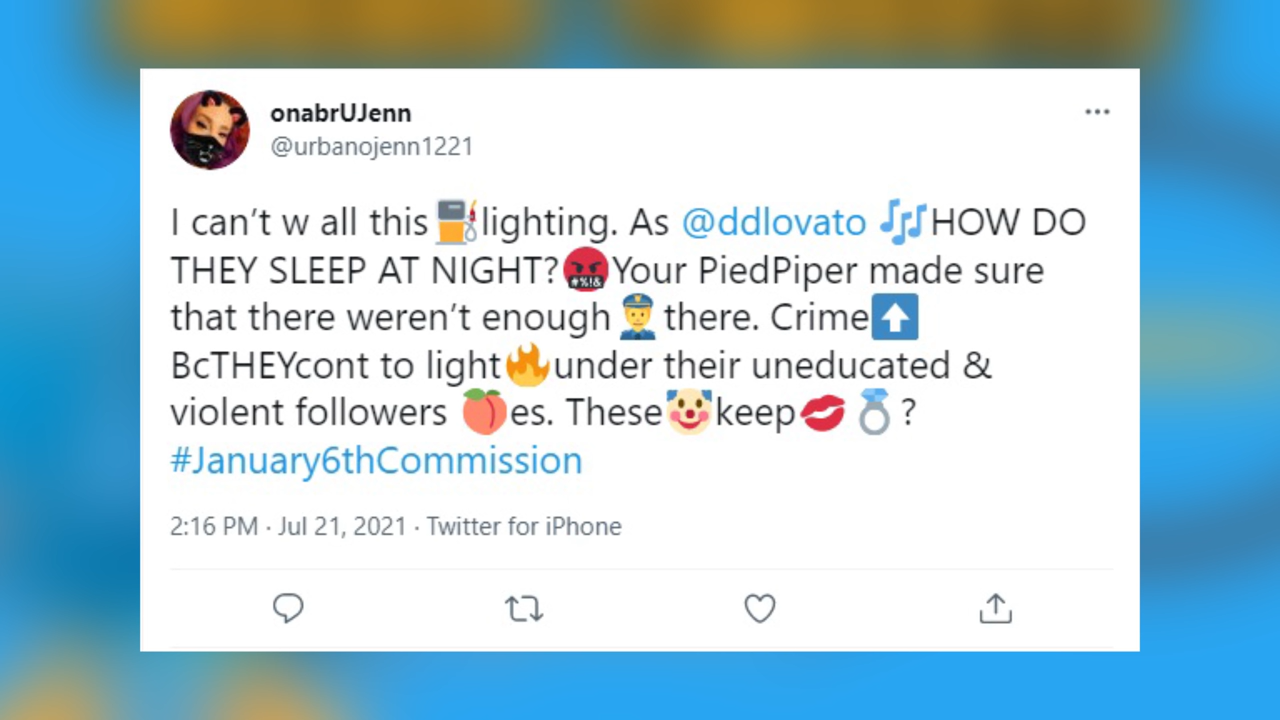 onabrUJenn
@urbanojenn1221
I can’t w all this⛽lighting. As @ddlovato 🎶HOW DO
THEY SLEEP AT NIGHT?🤬Your PiedPiper made sure
that there weren’t enough👮‍♂️there. Crime⬆️
BcTHEYcont to light🔥under their uneducated &
violent followers 🍑es. These🤡keep💋💍?
#January6thCommission
2:16 PM · Jul 21, 2021 · Twitter for iPhone